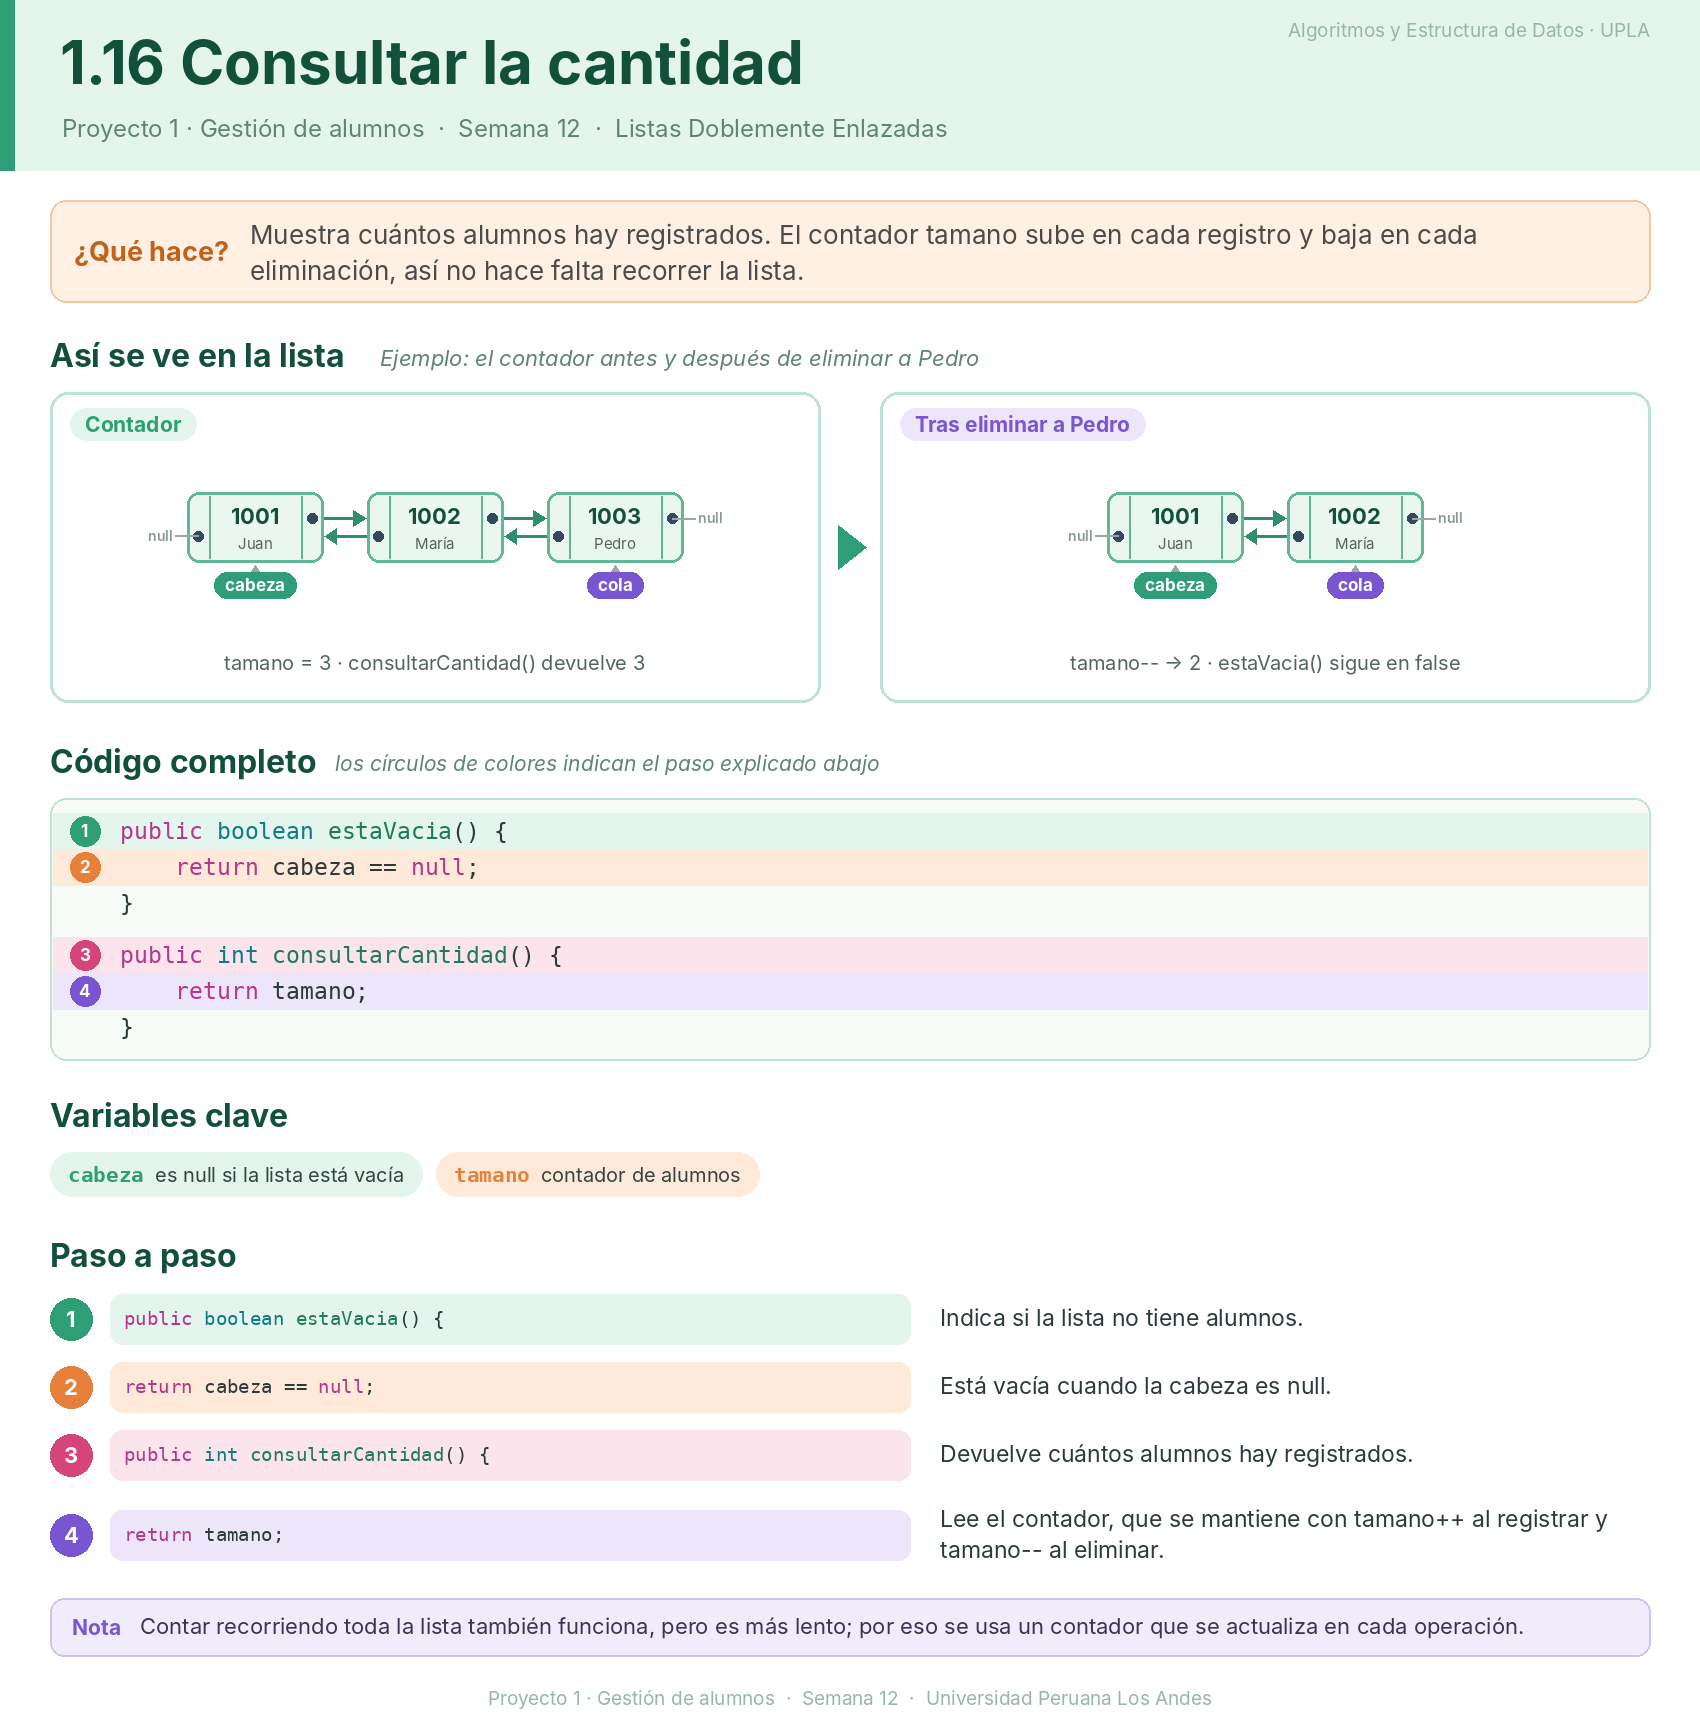 Algoritmos y Estructura de Datos · UPLA
1.16 Consultar la cantidad
Proyecto 1 · Gestión de alumnos · Semana 12 · Listas Doblemente Enlazadas
¿Qué hace?
Muestra cuántos alumnos hay registrados. El contador tamano sube en cada registro y baja en cada
eliminación, así no hace falta recorrer la lista.
Así se ve en la lista
Ejemplo: el contador antes y después de eliminar a Pedro
Contador
null
1001
Juan
1002
María
1003
Pedro
null
cabeza
cola
tamano = 3 · consultarCantidad() devuelve 3
Tras eliminar a Pedro
null
1001
Juan
1002
María
null
cabeza
cola
tamano-- → 2 · estaVacia() sigue en false
Código completo
los círculos de colores indican el paso explicado abajo
1 public boolean estaVacia() {
2     return cabeza == null;
}
3 public int consultarCantidad() {
4     return tamano;
}
Variables clave
cabeza es null si la lista está vacía
tamano contador de alumnos
Paso a paso
1 public boolean estaVacia() {
Indica si la lista no tiene alumnos.
2 return cabeza == null;
Está vacía cuando la cabeza es null.
3 public int consultarCantidad() {
Devuelve cuántos alumnos hay registrados.
4 return tamano;
Lee el contador, que se mantiene con tamano++ al registrar y
tamano-- al eliminar.
Nota
Contar recorriendo toda la lista también funciona, pero es más lento; por eso se usa un contador que se actualiza en cada operación.
Proyecto 1 · Gestión de alumnos · Semana 12 · Universidad Peruana Los Andes